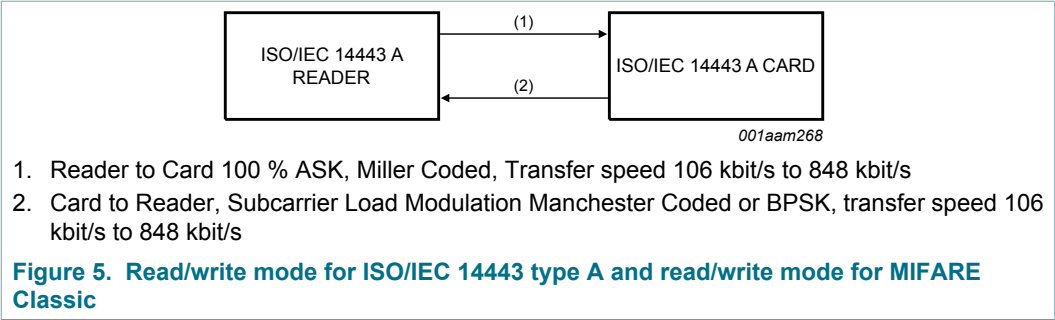 (1)
ISO/IEC 14443 A
READER
ISO/IEC 14443 A CARD
(2)
001aam268
1. Reader to Card 100 % ASK, Miller Coded, Transfer speed 106 kbit/s to 848 kbit/s
2. Card to Reader, Subcarrier Load Modulation Manchester Coded or BPSK, transfer speed 106
kbit/s to 848 kbit/s
Figure 5. Read/write mode for ISO/IEC 14443 type A and read/write mode for MIFARE
Classic